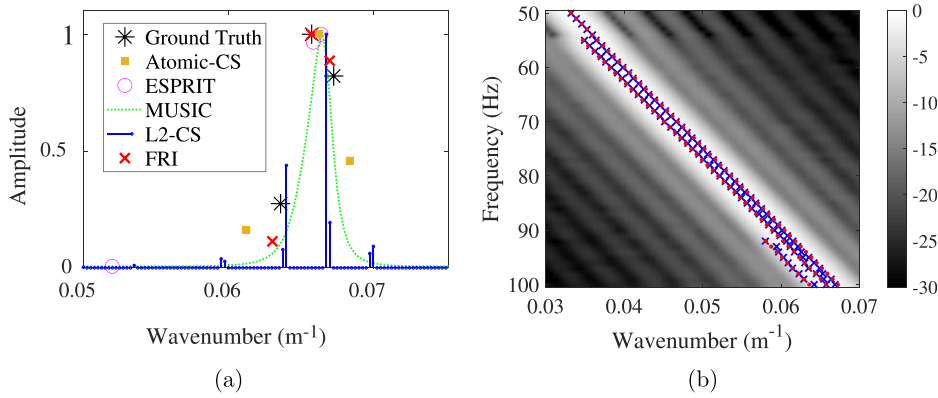 1
0.5
0
Ground Truth
Atomic-CS
ESPRIT
MUSIC
L2-CS
FRI
Amplitude
0.05
0.06
0.07
Wavenumber (m⁻¹)
(a)
50
60
70
80
90
100
Frequency (Hz)
0.03
0.04
0.05
0.06
0.07
Wavenumber (m⁻¹)
0
-5
-10
-15
-20
-25
-30
(b)